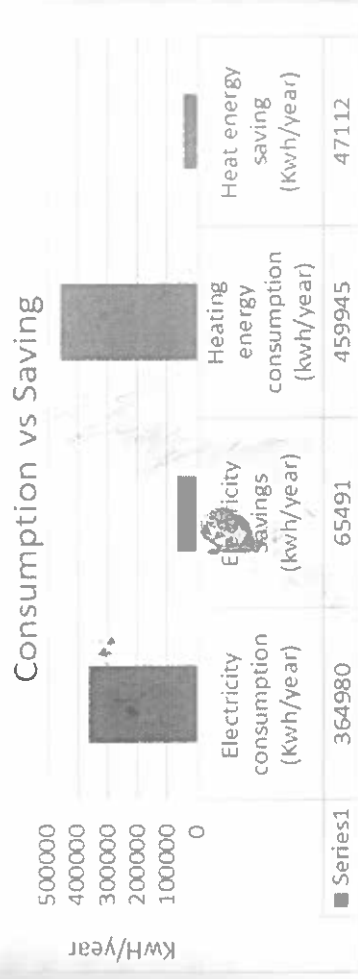 Consumption vs Saving
KwH/year
500000
400000
300000
200000
100000
0
Electricity
consumption
(Kwh/year)
savings
(kwh/year)
Heating
energy
consumption
(kwh/year)
Heat energy
saving
(Kwh/year)
Series1 364980 65491 459945 47112